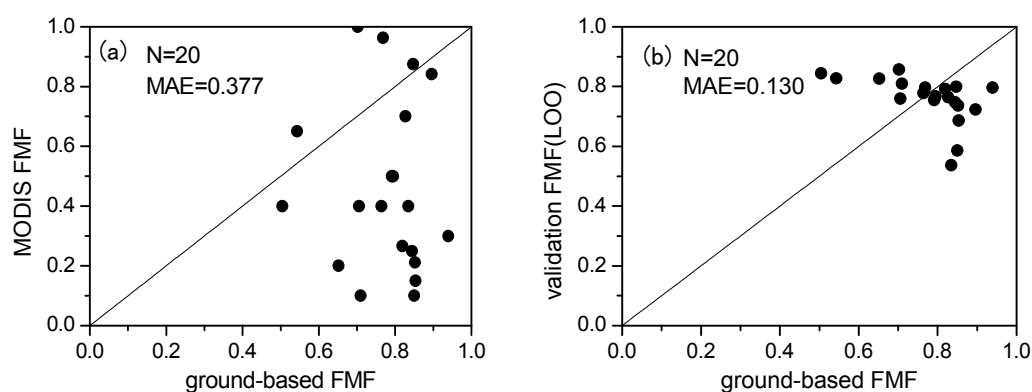 (a)
N=20
MAE=0.377
MODIS FMF
1.0
0.8
0.6
0.4
0.2
0.0
0.0 0.2 0.4 0.6 0.8 1.0
ground-based FMF
(b)
N=20
MAE=0.130
validation FMF(LOO)
1.0
0.8
0.6
0.4
0.2
0.0
0.0 0.2 0.4 0.6 0.8 1.0
ground-based FMF